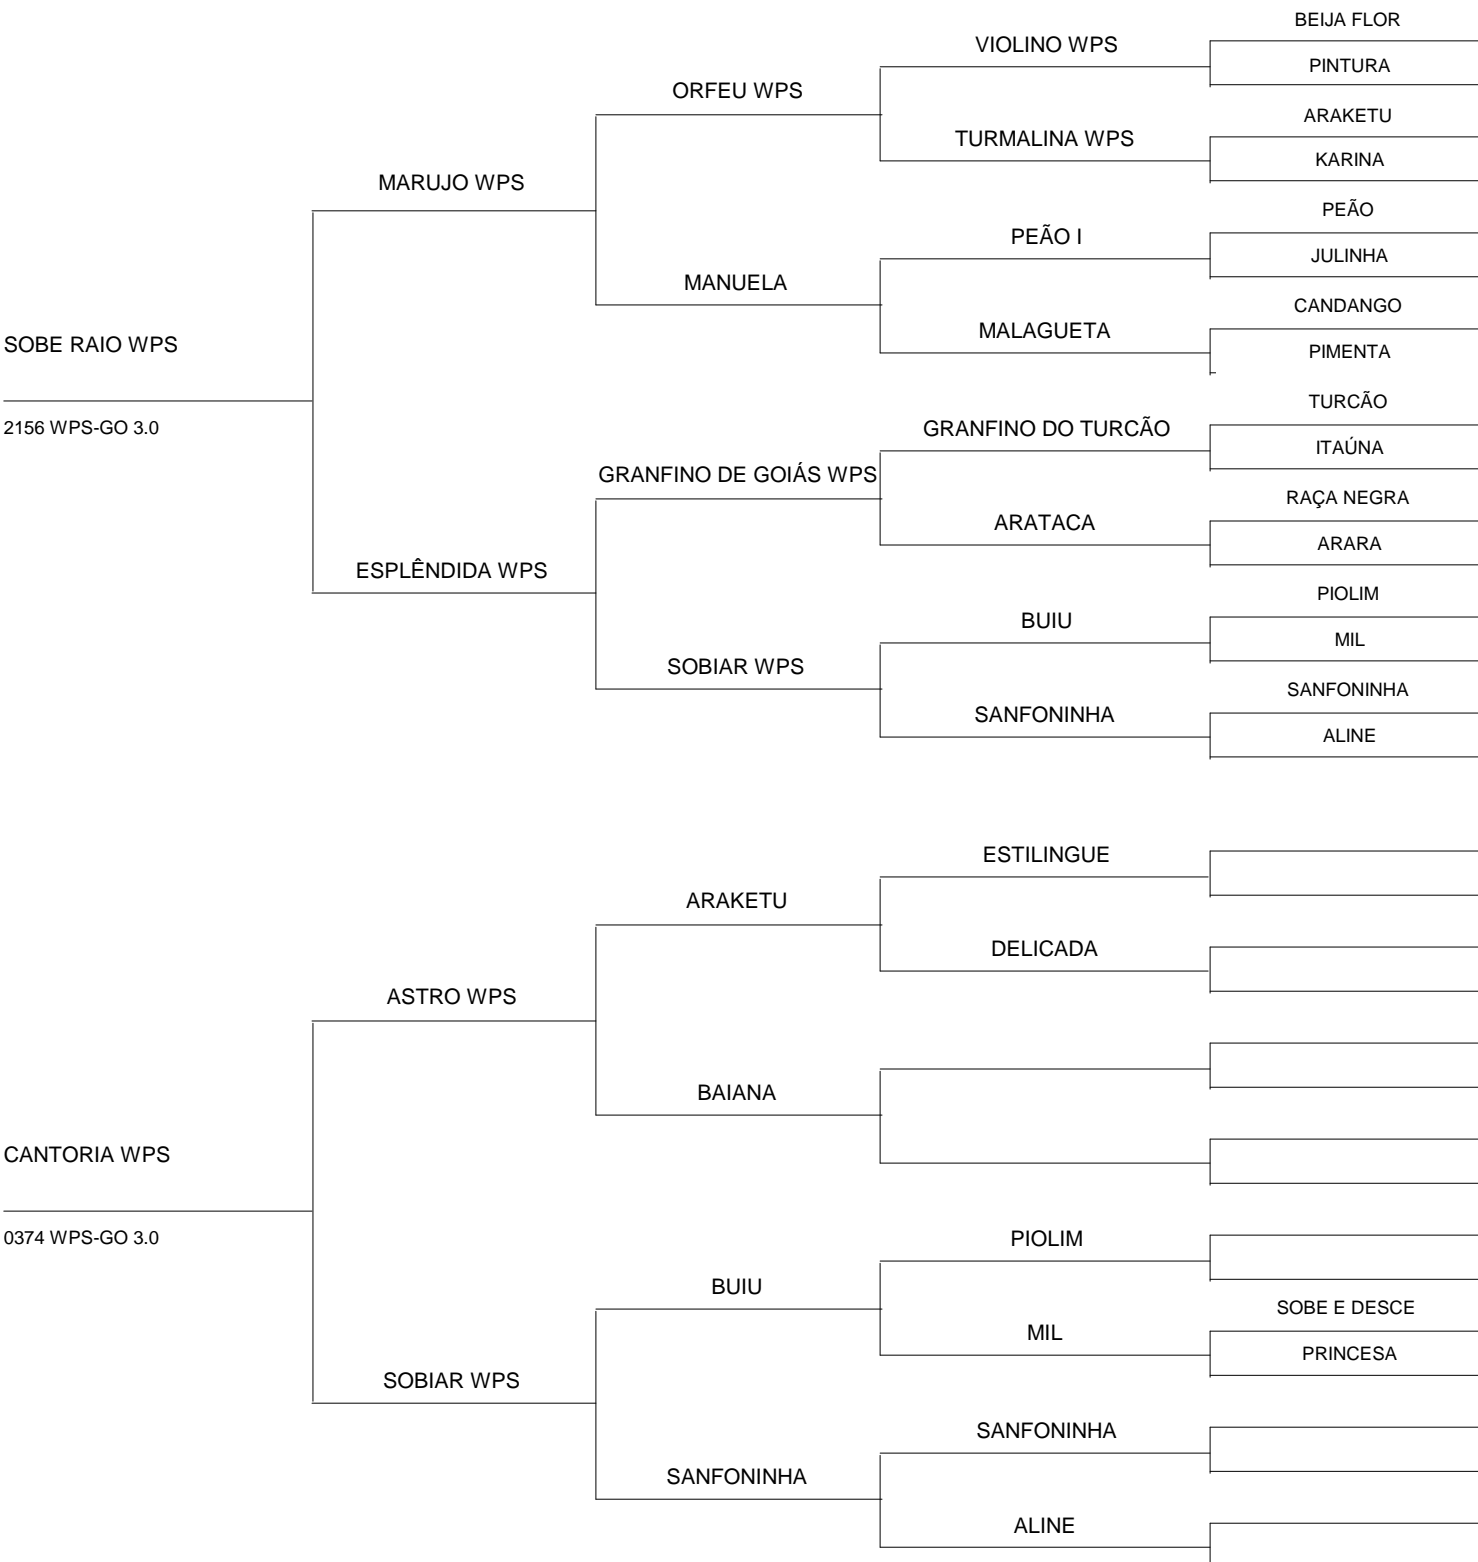 BEIJA FLOR
VIOLINO WPS
PINTURA
ORFEU WPS
ARAKETU
TURMALINA WPS
KARINA
MARUJO WPS
PEÃO
PEÃO I
JULINHA
MANUELA
CANDANGO
MALAGUETA
SOBE RAIO WPS
PIMENTA
TURCÃO
2156 WPS-GO 3.0
GRANFINO DO TURCÃO
ITAÚNA
GRANFINO DE GOIÁS WPS
RAÇA NEGRA
ARATACA
ARARA
ESPLÊNDIDA WPS
PIOLIM
BUIU
MIL
SOBIAR WPS
SANFONINHA
SANFONINHA
ALINE
ESTILINGUE
ARAKETU
DELICADA
ASTRO WPS
BAIANA
CANTORIA WPS
0374 WPS-GO 3.0
PIOLIM
BUIU
SOBE E DESCE
MIL
PRINCESA
SOBIAR WPS
SANFONINHA
SANFONINHA
ALINE